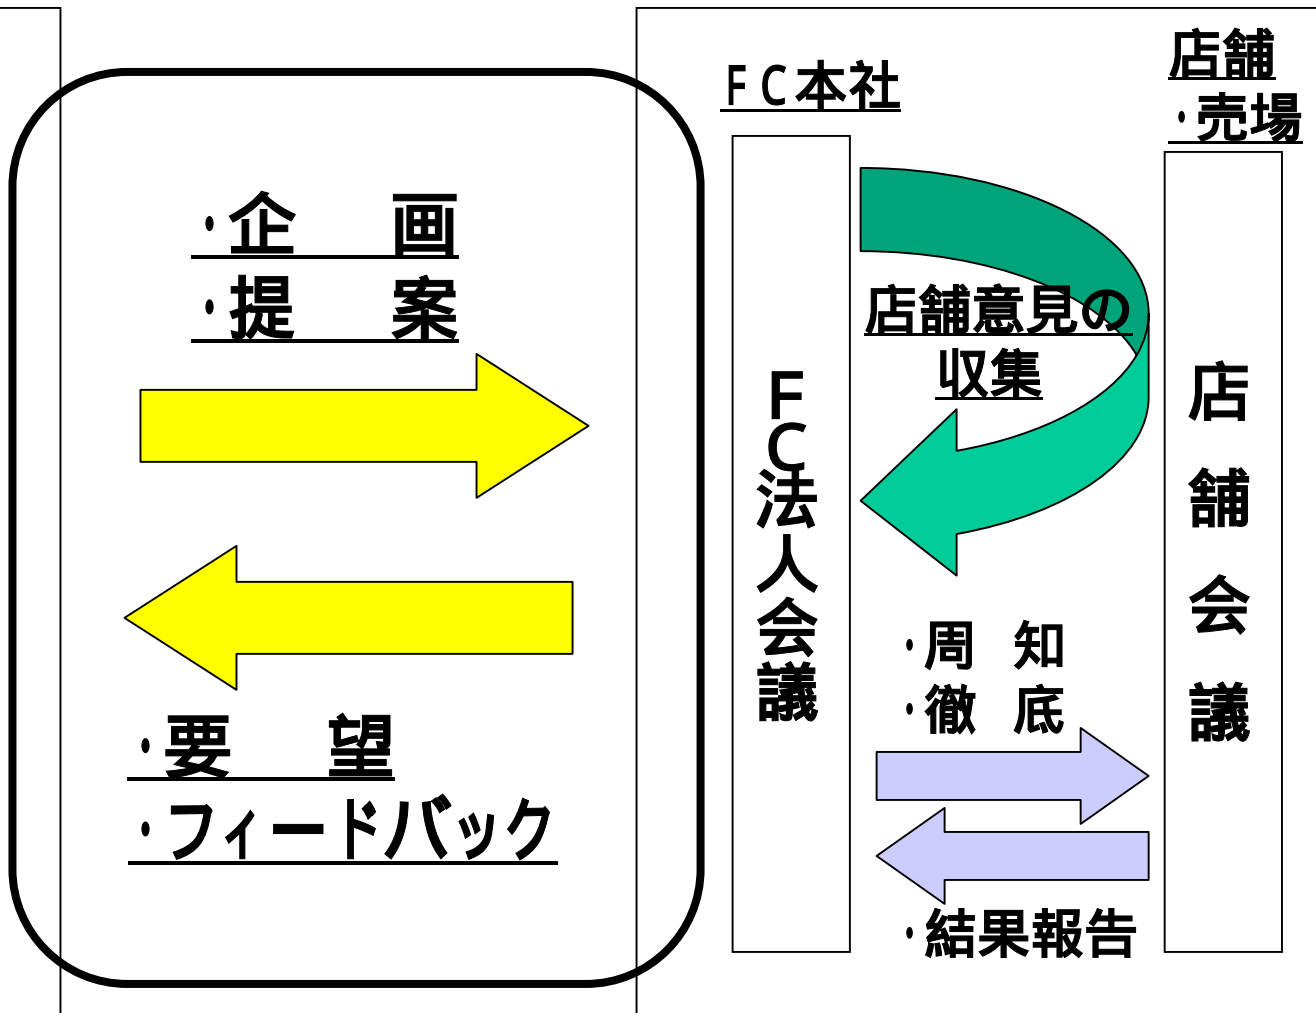 ・企　画
・提　案
・要　望
・フィードバック
ＦＣ本社
ＦＣ法人会議
店舗意見の
収集
・周　知
・徹　底
・結果報告
店舗
・売場
店舗会議